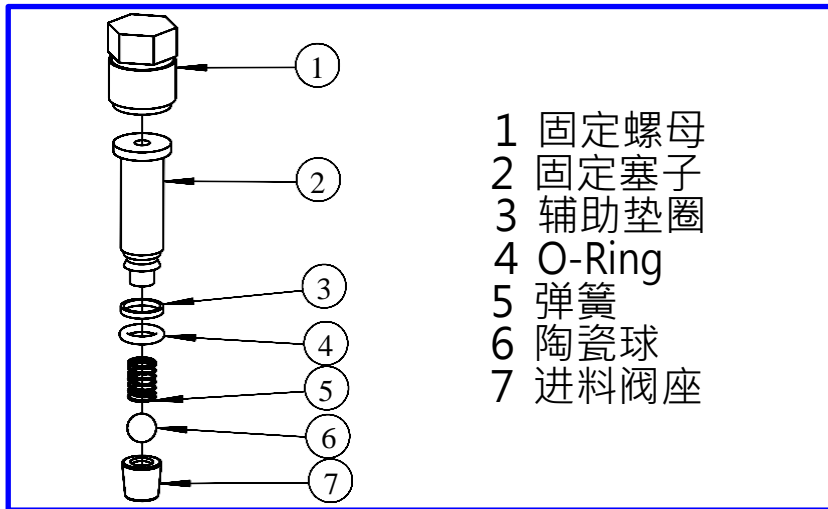 1
2
3
4
5
6
7
1 固定螺母
2 固定塞子
3 辅助垫圈
4 O-Ring
5 弹簧
6 陶瓷球
7 进料阀座